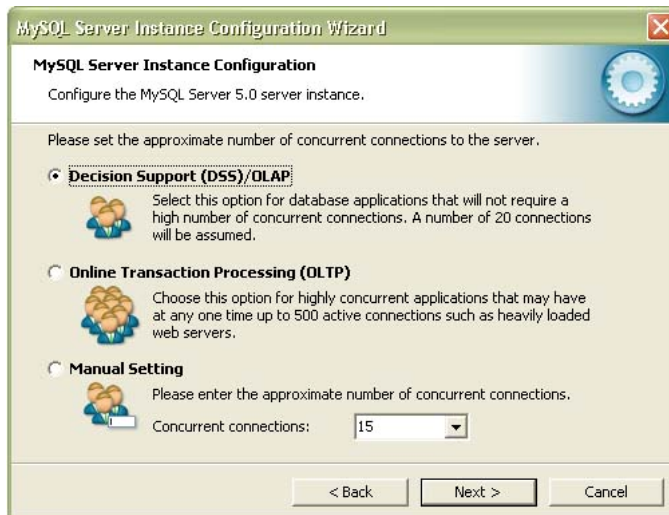 MySQL Server Instance Configuration Wizard
MySQL Server Instance Configuration
Configure the MySQL Server 5.0 server instance.
Please set the approximate number of concurrent connections to the server.
Decision Support (DSS)/OLAP
Select this option for database applications that will not require a
high number of concurrent connections. A number of 20 connections
will be assumed.
Online Transaction Processing (OLTP)
Choose this option for highly concurrent applications that may have
at any one time up to 500 active connections such as heavily loaded
web servers.
Manual Setting
Please enter the approximate number of concurrent connections.
Concurrent connections: 15
< Back Next > Cancel